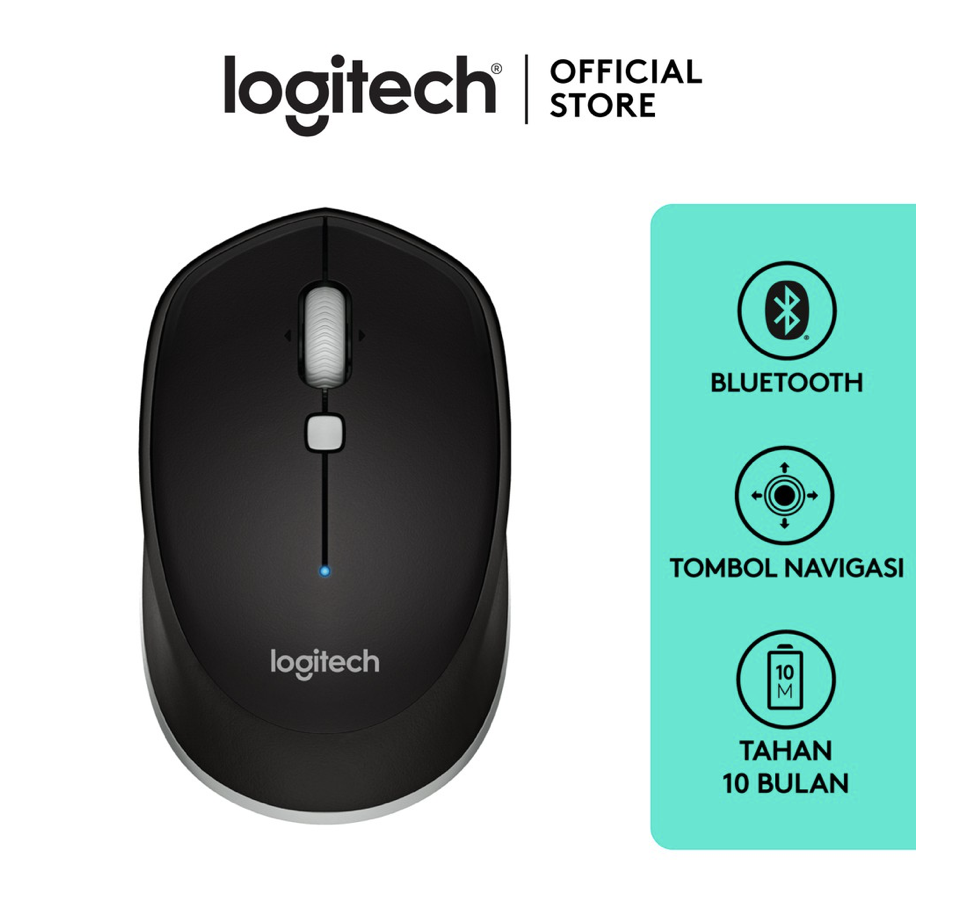 logitech®
OFFICIAL
STORE
BLUETOOTH
TOMBOL NAVIGASI
10
M
TAHAN
10 BULAN
logitech